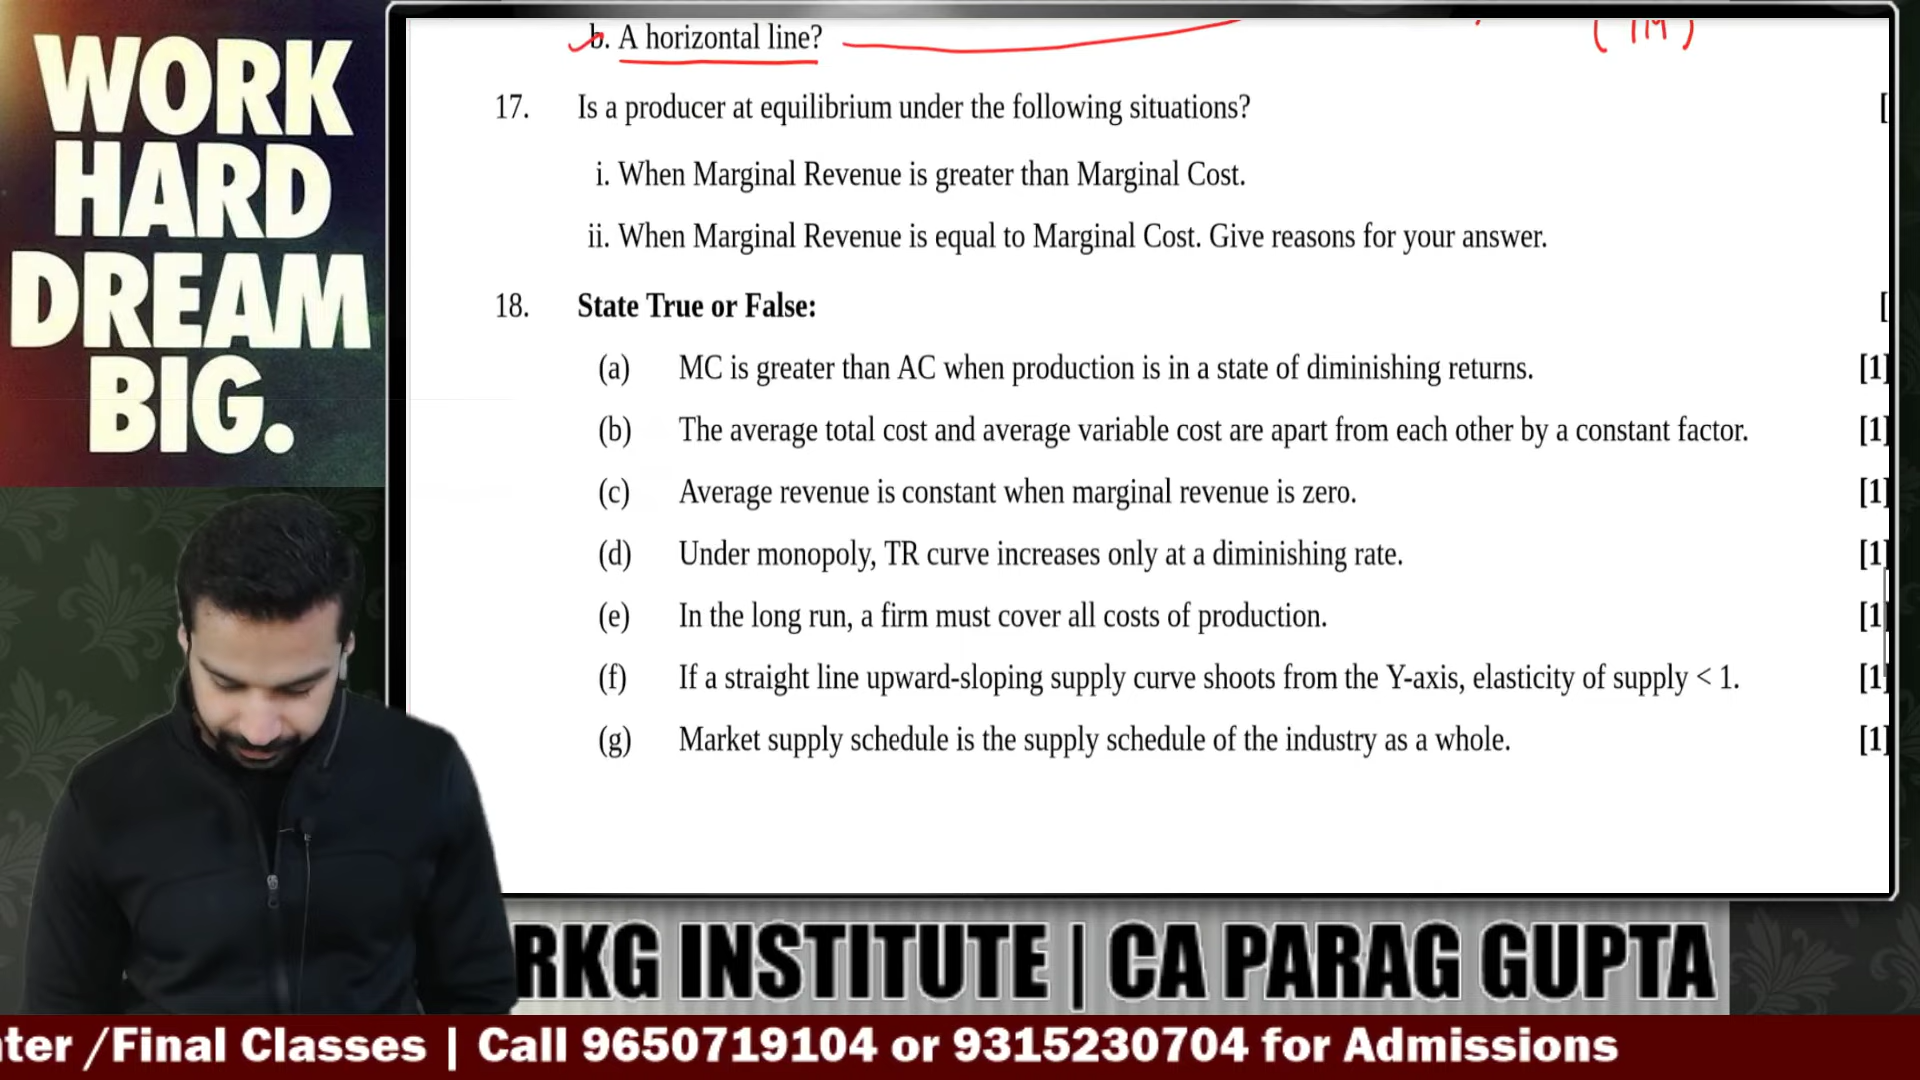 WORK
HARD
DREAM
BIG.
b. A horizontal line?
17. Is a producer at equilibrium under the following situations? [
i. When Marginal Revenue is greater than Marginal Cost.
ii. When Marginal Revenue is equal to Marginal Cost. Give reasons for your answer.
18. State True or False: [
(a) MC is greater than AC when production is in a state of diminishing returns. [1]
(b) The average total cost and average variable cost are apart from each other by a constant factor. [1]
(c) Average revenue is constant when marginal revenue is zero. [1]
(d) Under monopoly, TR curve increases only at a diminishing rate. [1]
(e) In the long run, a firm must cover all costs of production. [1]
(f) If a straight line upward-sloping supply curve shoots from the Y-axis, elasticity of supply < 1. [1]
(g) Market supply schedule is the supply schedule of the industry as a whole. [1]
RKG INSTITUTE | CA PARAG GUPTA
/Final Classes | Call 9650719104 or 9315230704 for Admissions